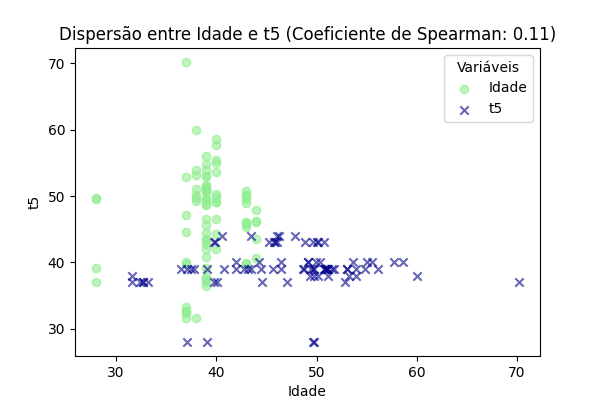 Dispersão entre Idade e t5 (Coeficiente de Spearman: 0.11)
Variáveis
Idade
t5
70
60
50
40
30
t5
30
40
50
60
70
Idade